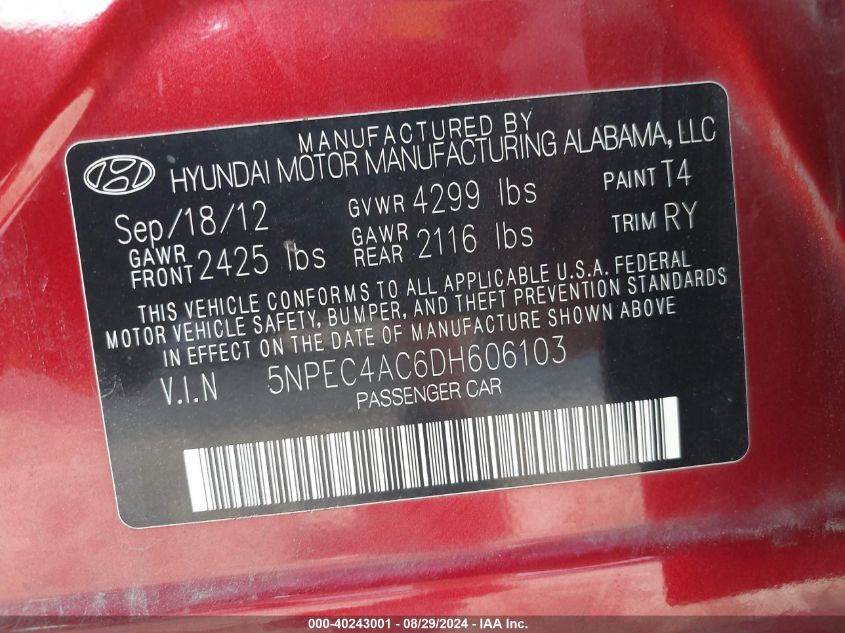 MANUFACTURED BY
HYUNDAI MOTOR MANUFACTURING ALABAMA, LLC
Sep/18/12 GVWR 4299 lbs PAINT T4
GAWR FRONT 2425 lbs GAWR REAR 2116 lbs TRIM RY
THIS VEHICLE CONFORMS TO ALL APPLICABLE U.S.A. FEDERAL
MOTOR VEHICLE SAFETY, BUMPER, AND THEFT PREVENTION STANDARDS
IN EFFECT ON THE DATE OF MANUFACTURE SHOWN ABOVE
V.I.N 5NPEC4AC6DH606103
PASSENGER CAR
000-40243001 - 08/29/2024 - IAA Inc.